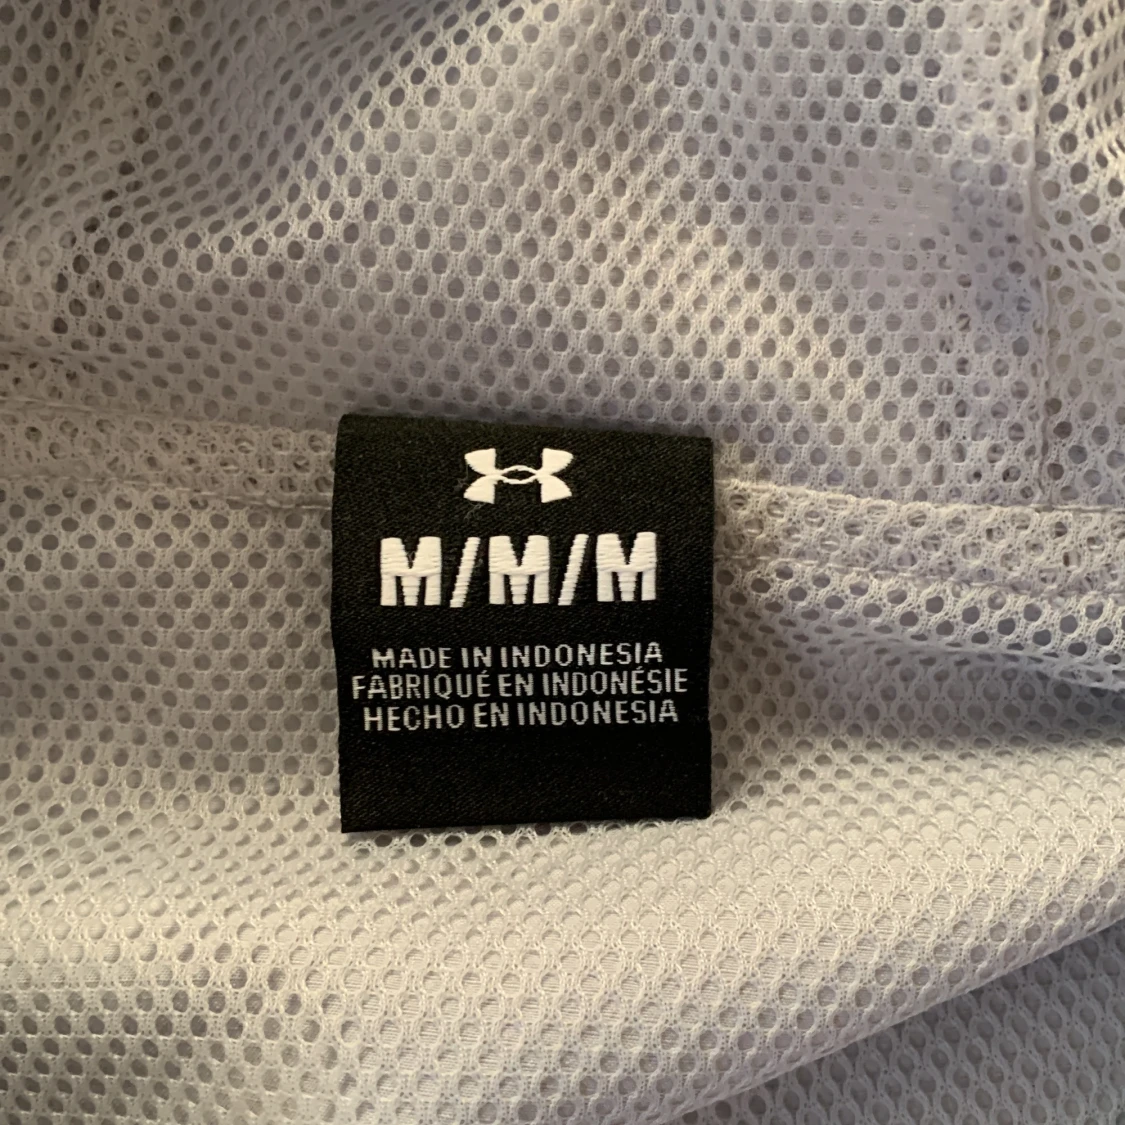 M/M/M
MADE IN INDONESIA
FABRIQUÉ EN INDONÉSIE
HECHO EN INDONESIA